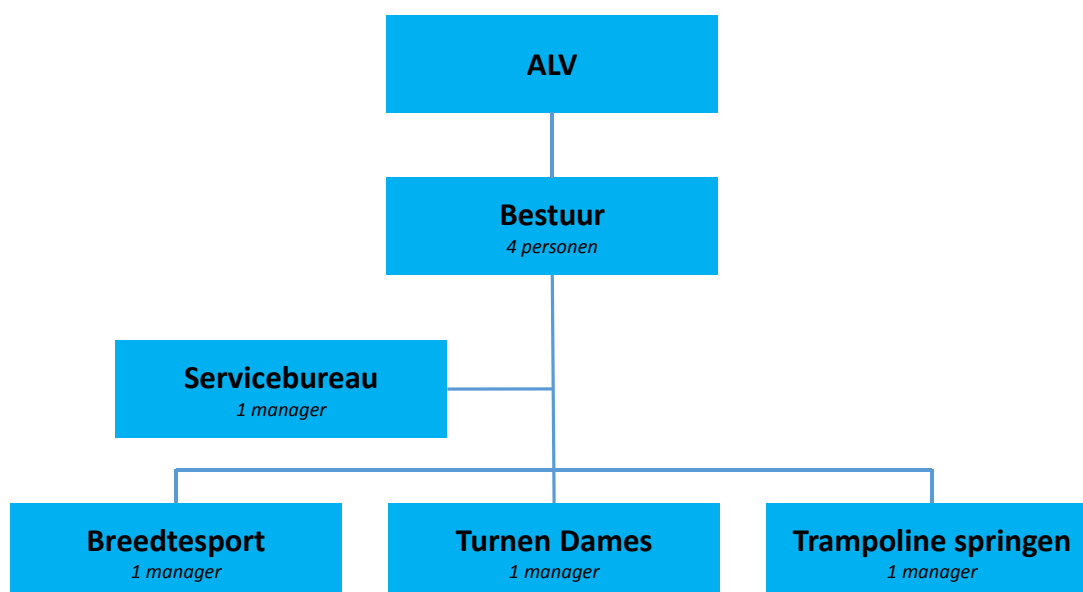 ALV
Bestuur
4 personen
Servicebureau
1 manager
Breedtesport
1 manager
Turnen Dames
1 manager
Trampoline springen
1 manager